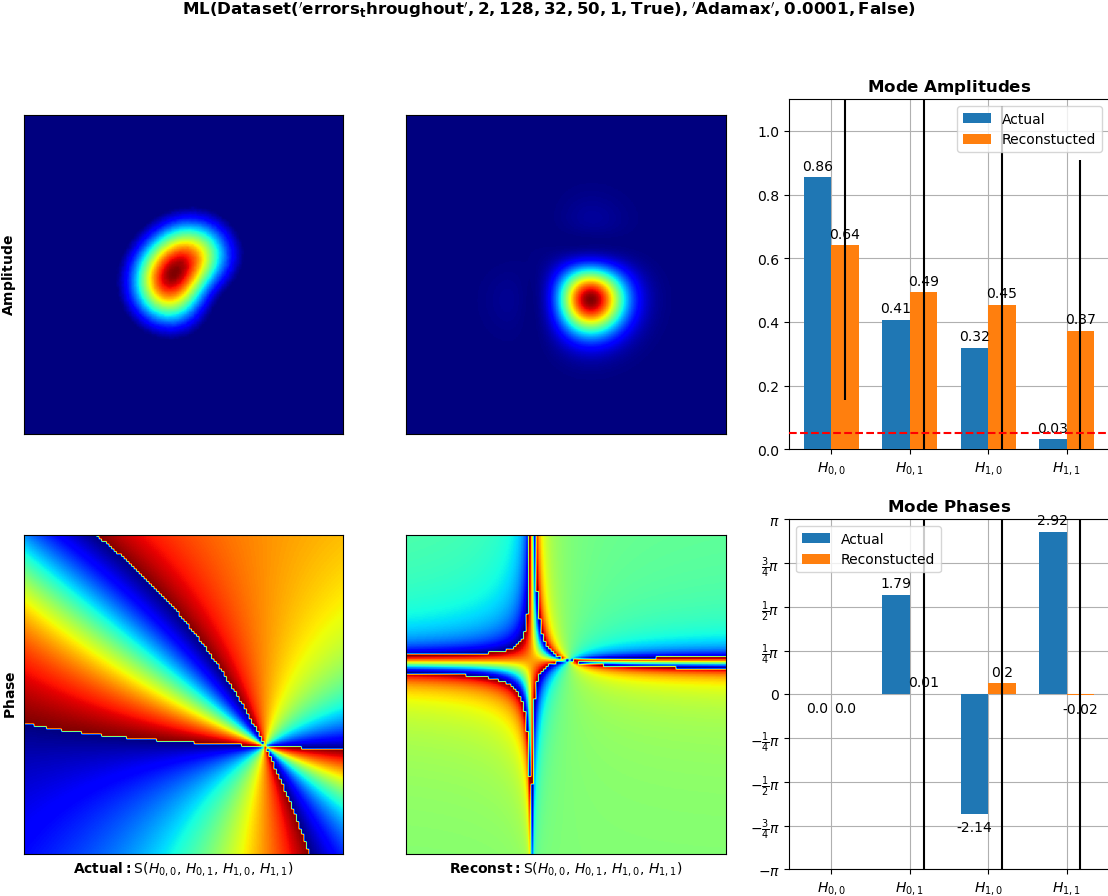 ML(Dataset('errors_throughout', 2, 128, 32, 50, 1, True), 'Adamax', 0.0001, False)
Mode Amplitudes
Amplitude
1.0
0.8
0.6
0.4
0.2
0.0
Actual
Reconstucted
0.86
0.64
0.41
0.49
0.32
0.45
0.03
0.37
H0,0
H0,1
H1,0
H1,1
Mode Phases
Phase
π
3/4π
1/2π
1/4π
0
−1/4π
−1/2π
−3/4π
−π
Actual
Reconstucted
0.0
0.0
1.79
0.01
-2.14
0.2
2.92
-0.02
H0,0
H0,1
H1,0
H1,1
Actual: S(H0,0, H0,1, H1,0, H1,1)
Reconst: S(H0,0, H0,1, H1,0, H1,1)